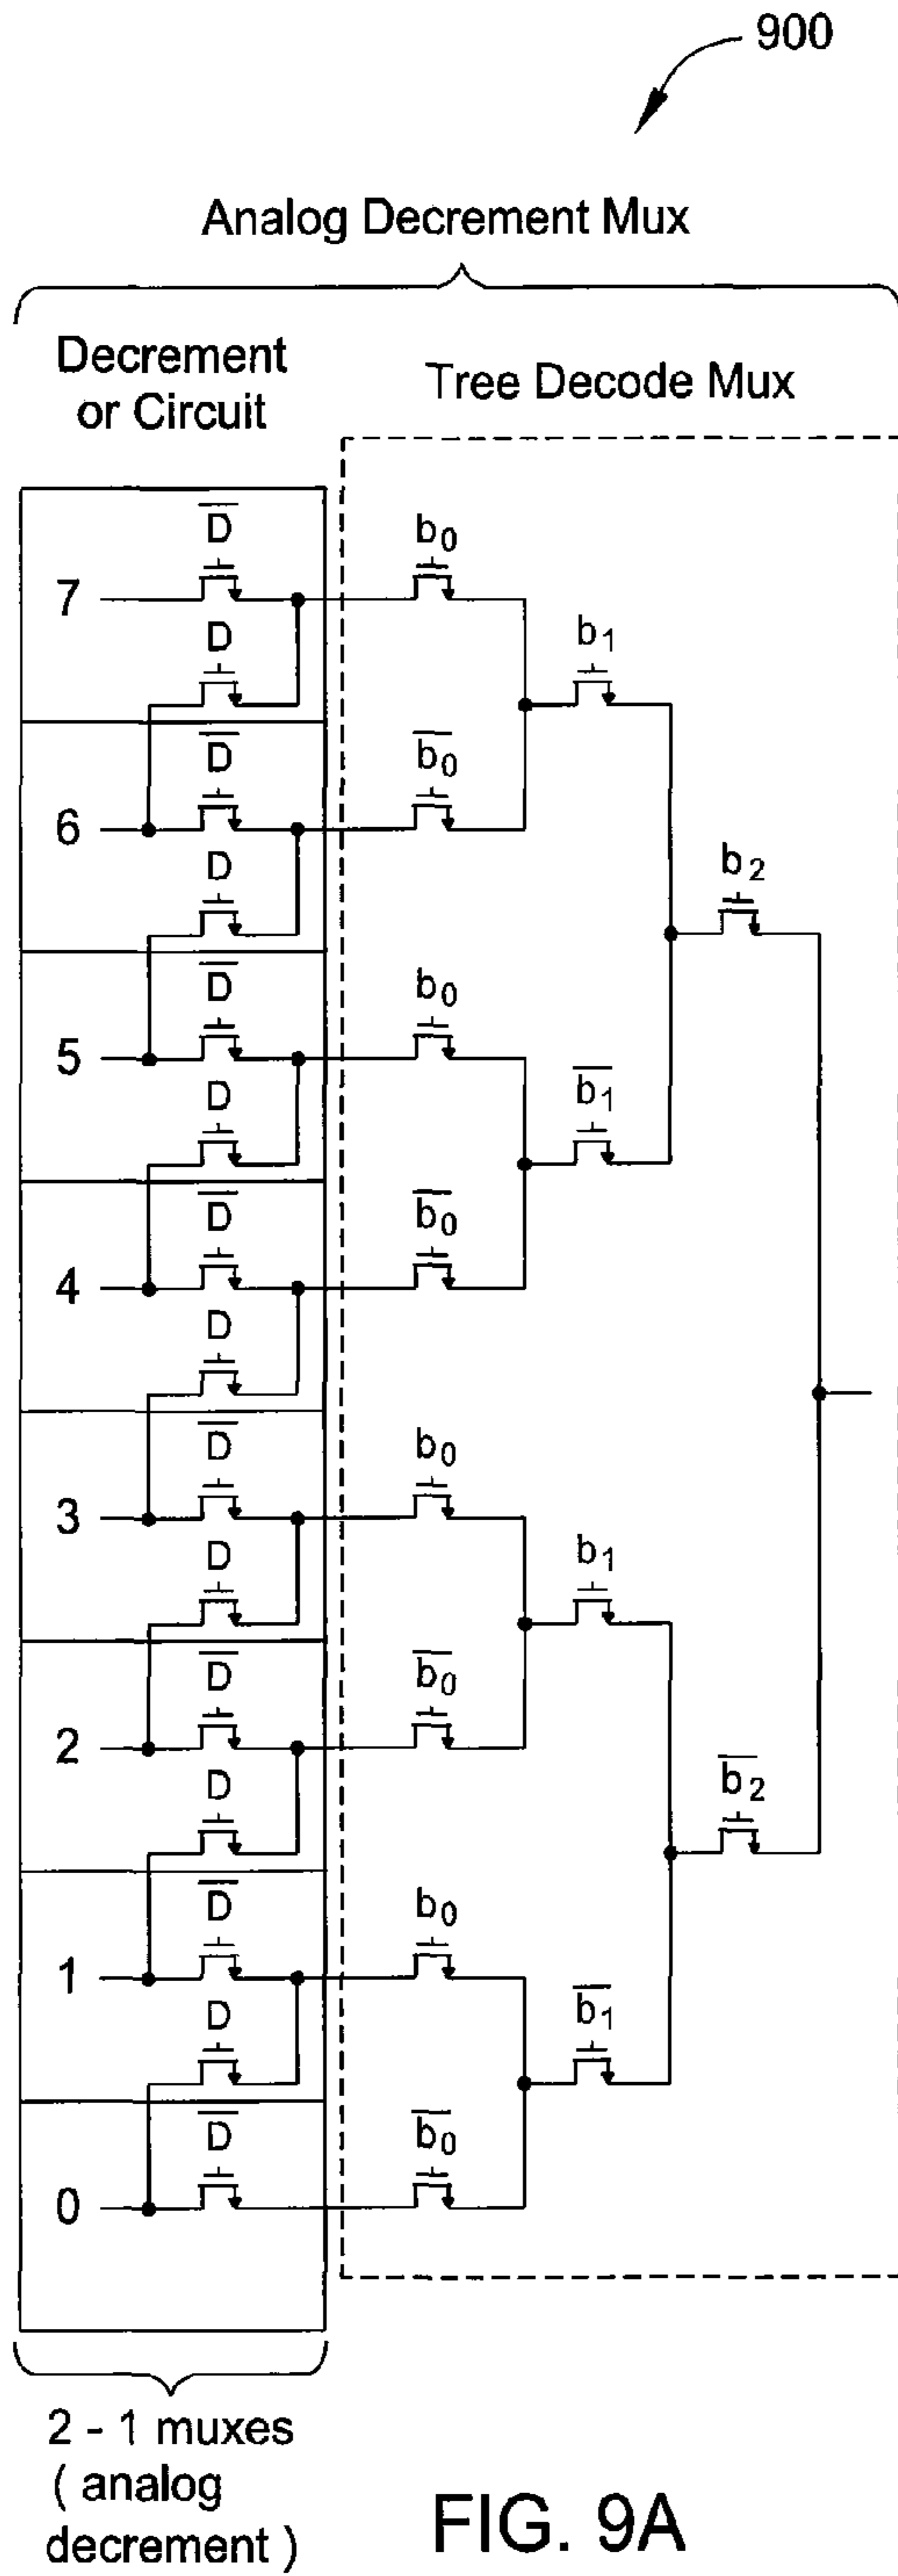 900
Analog Decrement Mux
Decrement
or Circuit
Tree Decode Mux
D̅
b₀
7
D
b₁
D̅
b̅₀
6
D
b₂
D̅
b₀
5
D
b̅₁
D̅
b̅₀
4
D
D̅
b₀
3
D
b₁
D̅
b̅₀
2
D
b̅₂
D̅
b₀
1
D
b̅₁
D̅
b̅₀
0
2 - 1 muxes
( analog
decrement )
FIG. 9A